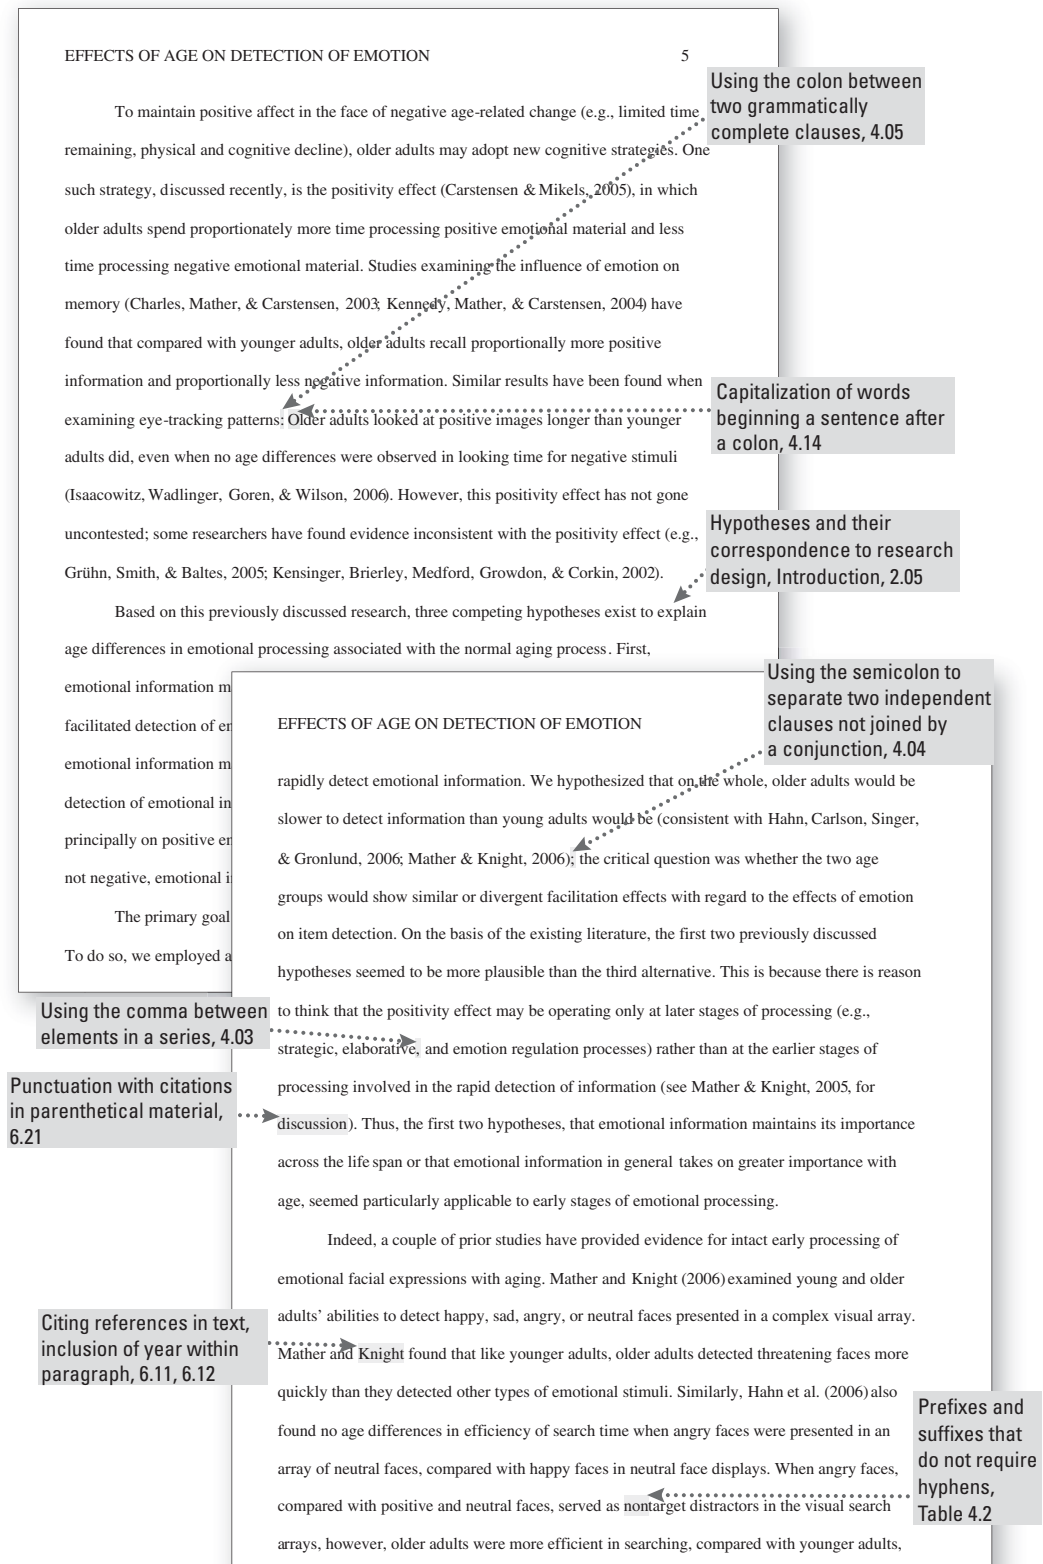 EFFECTS OF AGE ON DETECTION OF EMOTION 5
Using the colon between
two grammatically
complete clauses, 4.05
To maintain positive affect in the face of negative age-related change (e.g., limited time
remaining, physical and cognitive decline), older adults may adopt new cognitive strategies. One
such strategy, discussed recently, is the positivity effect (Carstensen & Mikels, 2005), in which
older adults spend proportionately more time processing positive emotional material and less
time processing negative emotional material. Studies examining the influence of emotion on
memory (Charles, Mather, & Carstensen, 2003; Kennedy, Mather, & Carstensen, 2004) have
found that compared with younger adults, older adults recall proportionally more positive
information and proportionally less negative information. Similar results have been found when
examining eye-tracking patterns: Older adults looked at positive images longer than younger
adults did, even when no age differences were observed in looking time for negative stimuli
(Isaacowitz, Wadlinger, Goren, & Wilson, 2006). However, this positivity effect has not gone
uncontested; some researchers have found evidence inconsistent with the positivity effect (e.g.,
Grühn, Smith, & Baltes, 2005; Kensinger, Brierley, Medford, Growdon, & Corkin, 2002).
Capitalization of words
beginning a sentence after
a colon, 4.14
Hypotheses and their
correspondence to research
design, Introduction, 2.05
Based on this previously discussed research, three competing hypotheses exist to explain
age differences in emotional processing associated with the normal aging process. First,
emotional information m
facilitated detection of en
emotional information m
detection of emotional in
principally on positive en
not negative, emotional i
The primary goal
To do so, we employed a
Using the semicolon to
separate two independent
clauses not joined by
a conjunction, 4.04
EFFECTS OF AGE ON DETECTION OF EMOTION
rapidly detect emotional information. We hypothesized that on the whole, older adults would be
slower to detect information than young adults would be (consistent with Hahn, Carlson, Singer,
& Gronlund, 2006; Mather & Knight, 2006); the critical question was whether the two age
groups would show similar or divergent facilitation effects with regard to the effects of emotion
on item detection. On the basis of the existing literature, the first two previously discussed
hypotheses seemed to be more plausible than the third alternative. This is because there is reason
to think that the positivity effect may be operating only at later stages of processing (e.g.,
strategic, elaborative, and emotion regulation processes) rather than at the earlier stages of
processing involved in the rapid detection of information (see Mather & Knight, 2005, for
discussion). Thus, the first two hypotheses, that emotional information maintains its importance
across the life span or that emotional information in general takes on greater importance with
age, seemed particularly applicable to early stages of emotional processing.
Using the comma between
elements in a series, 4.03
Punctuation with citations
in parenthetical material,
6.21
Indeed, a couple of prior studies have provided evidence for intact early processing of
emotional facial expressions with aging. Mather and Knight (2006) examined young and older
adults' abilities to detect happy, sad, angry, or neutral faces presented in a complex visual array.
Mather and Knight found that like younger adults, older adults detected threatening faces more
quickly than they detected other types of emotional stimuli. Similarly, Hahn et al. (2006) also
found no age differences in efficiency of search time when angry faces were presented in an
array of neutral faces, compared with happy faces in neutral face displays. When angry faces,
compared with positive and neutral faces, served as nontarget distractors in the visual search
arrays, however, older adults were more efficient in searching, compared with younger adults,
Citing references in text,
inclusion of year within
paragraph, 6.11, 6.12
Prefixes and
suffixes that
do not require
hyphens,
Table 4.2